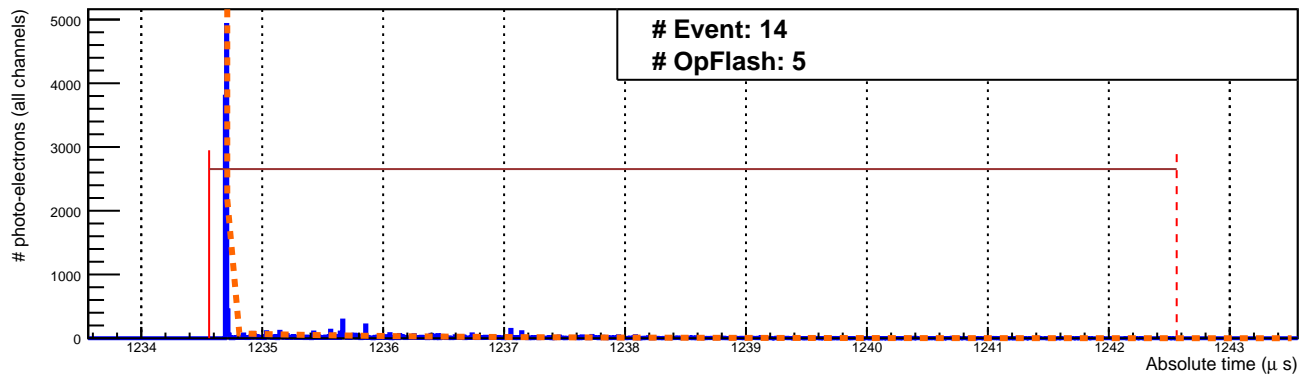 # Event: 14
# OpFlash: 5
# photo-electrons (all channels)
5000
4000
3000
2000
1000
0
1234 1235 1236 1237 1238 1239 1240 1241 1242 1243
Absolute time (μ s)